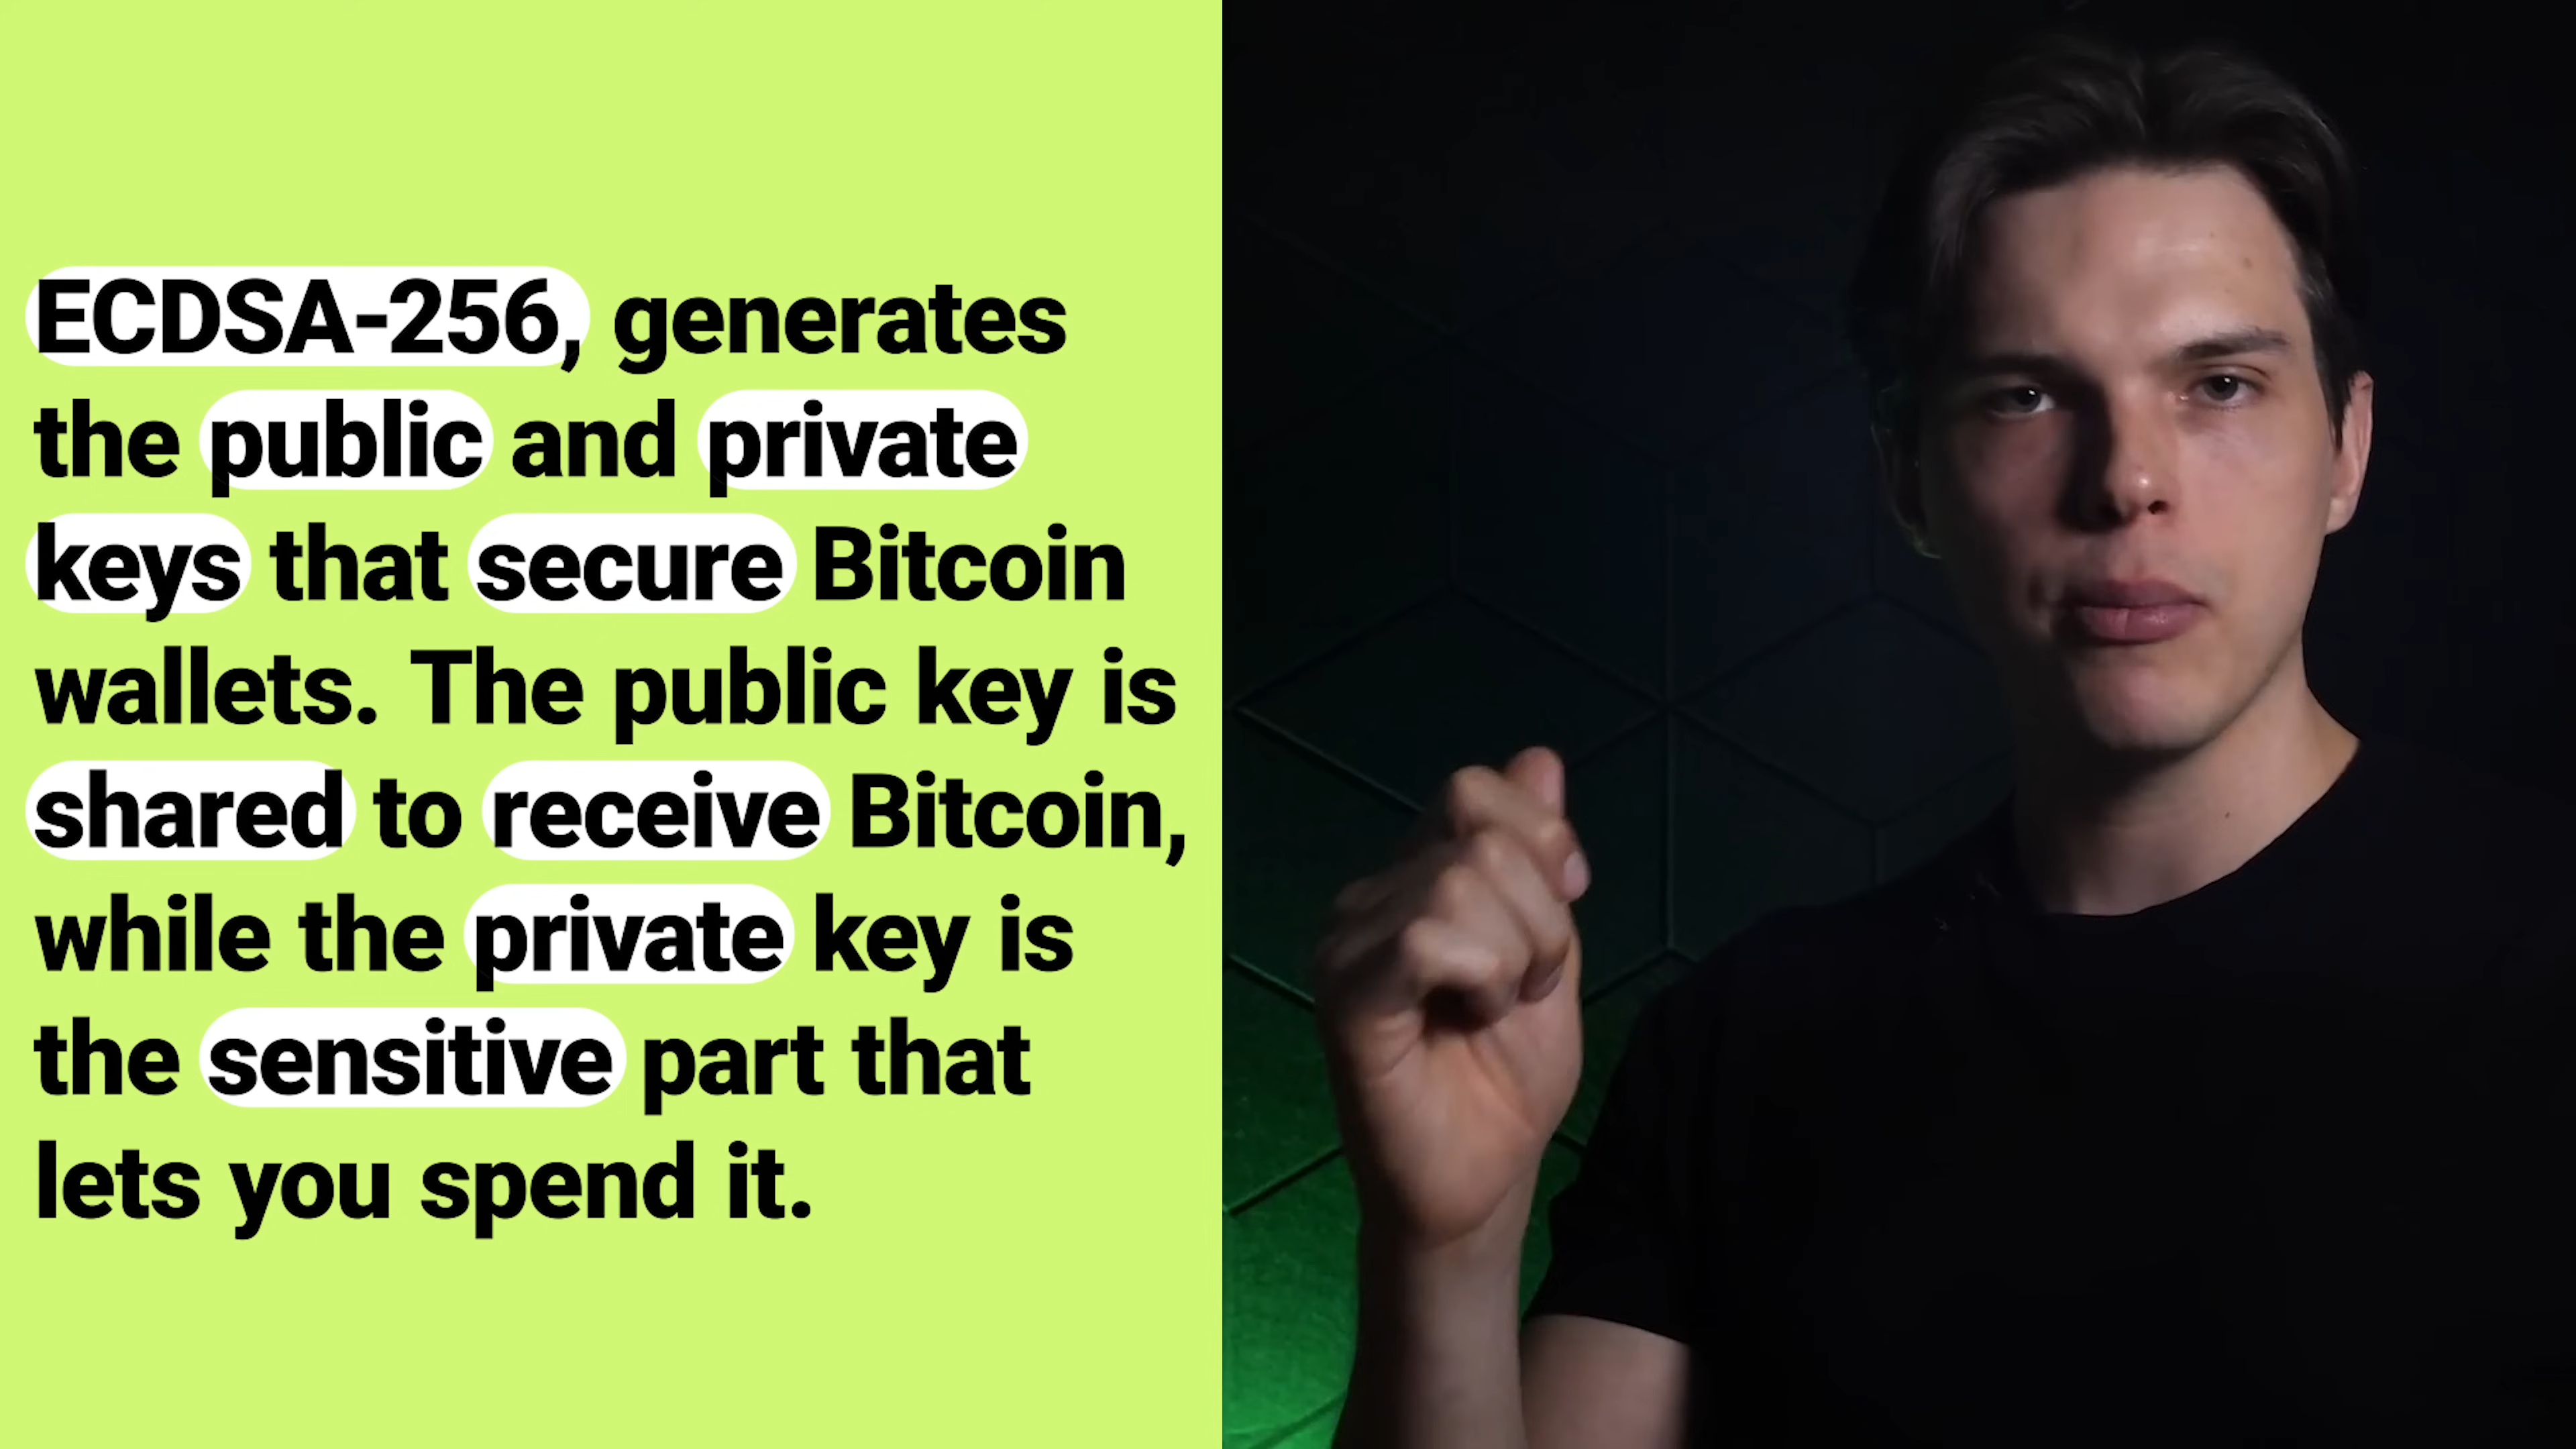 ECDSA-256, generates
the public and private
keys that secure Bitcoin
wallets. The public key is
shared to receive Bitcoin,
while the private key is
the sensitive part that
lets you spend it.